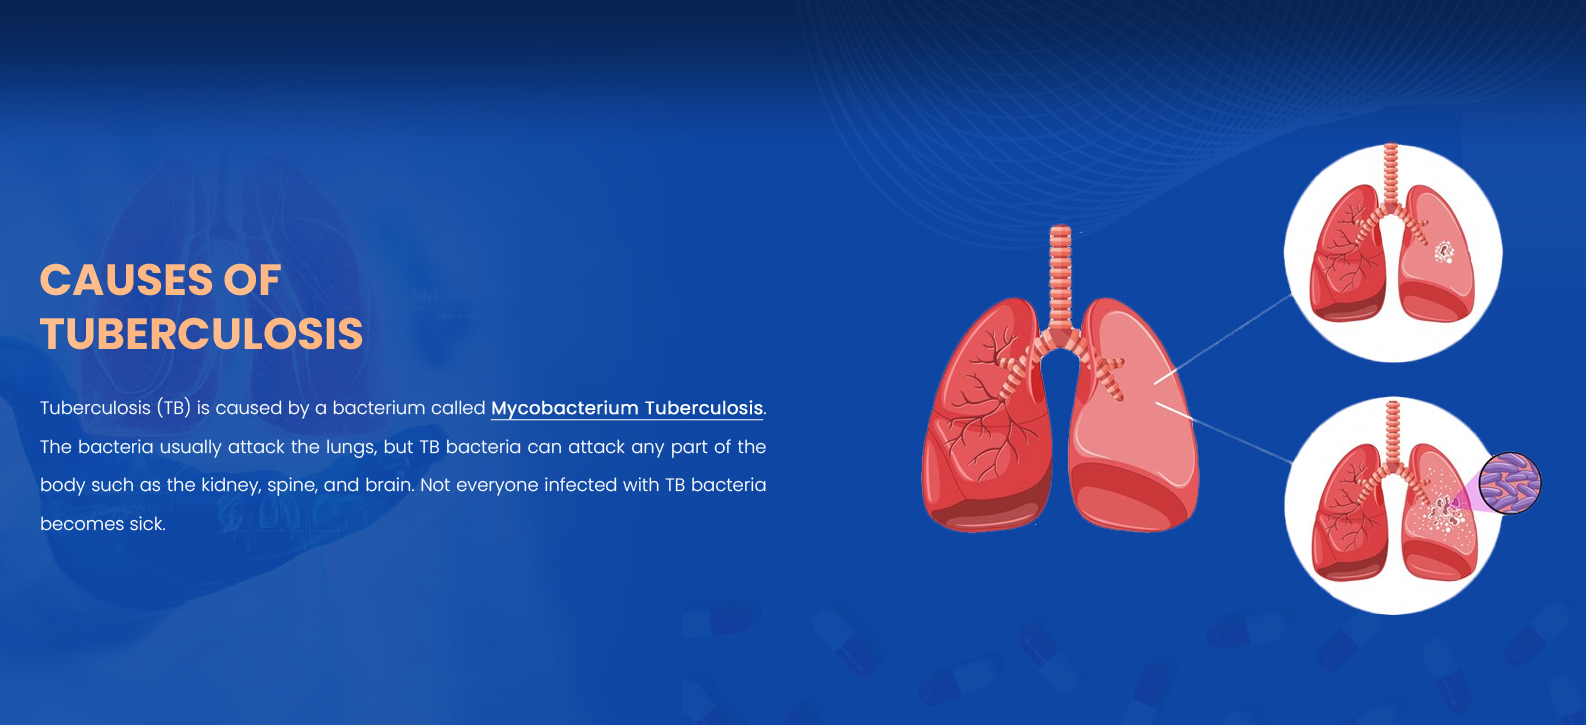 CAUSES OF
TUBERCULOSIS
Tuberculosis (TB) is caused by a bacterium called Mycobacterium Tuberculosis.
The bacteria usually attack the lungs, but TB bacteria can attack any part of the
body such as the kidney, spine, and brain. Not everyone infected with TB bacteria
becomes sick.